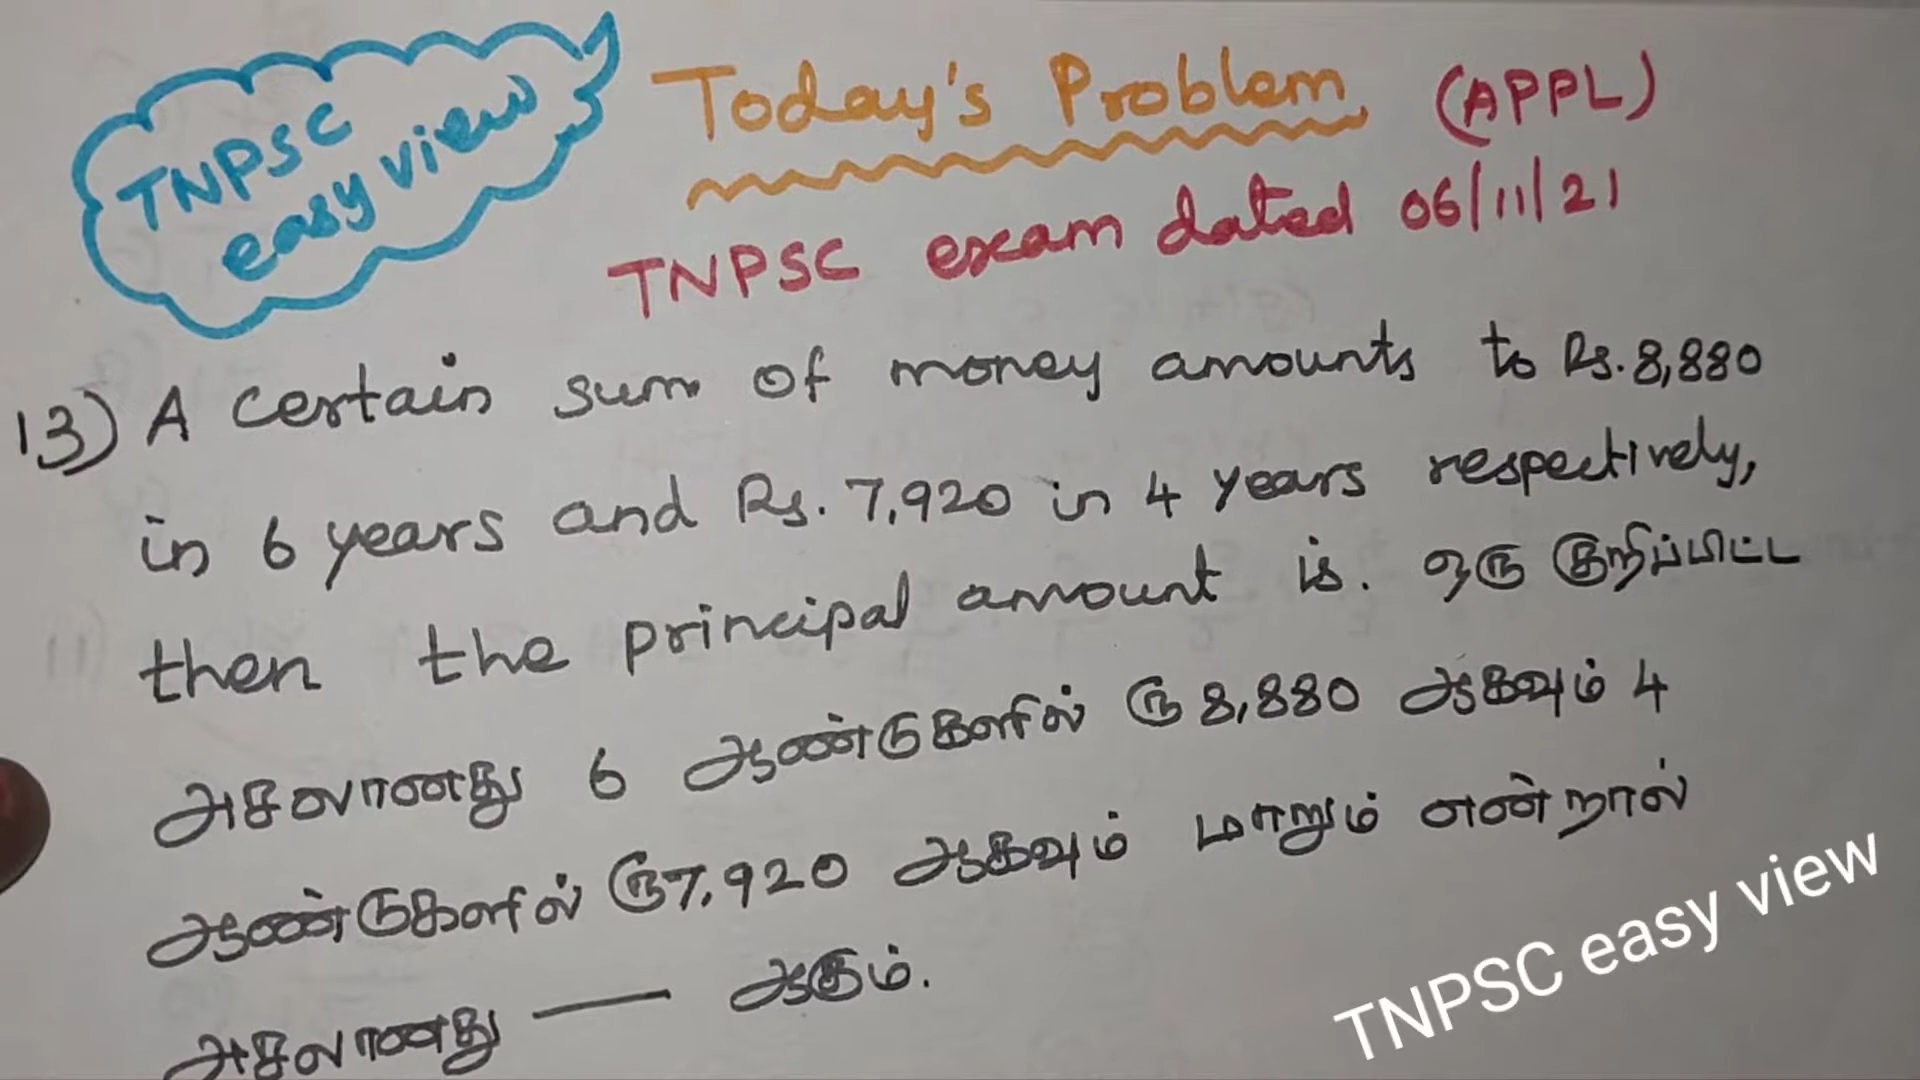 TNPSC
easy view
Today's Problem (APPL)
TNPSC exam dated 06/11/21
13) A certain sum of money amounts to Rs.8,880
in 6 years and Rs.7,920 in 4 years respectively,
then the principal amount is. ஒரு குறிப்பிட்ட
அசலானது 6 ஆண்டுகளில் ரூ 8,880 ஆகவும் 4
ஆண்டுகளில் ரூ7,920 ஆகவும் மாறும் எண்றால்
அசலானது — ஆகும்.
TNPSC easy view